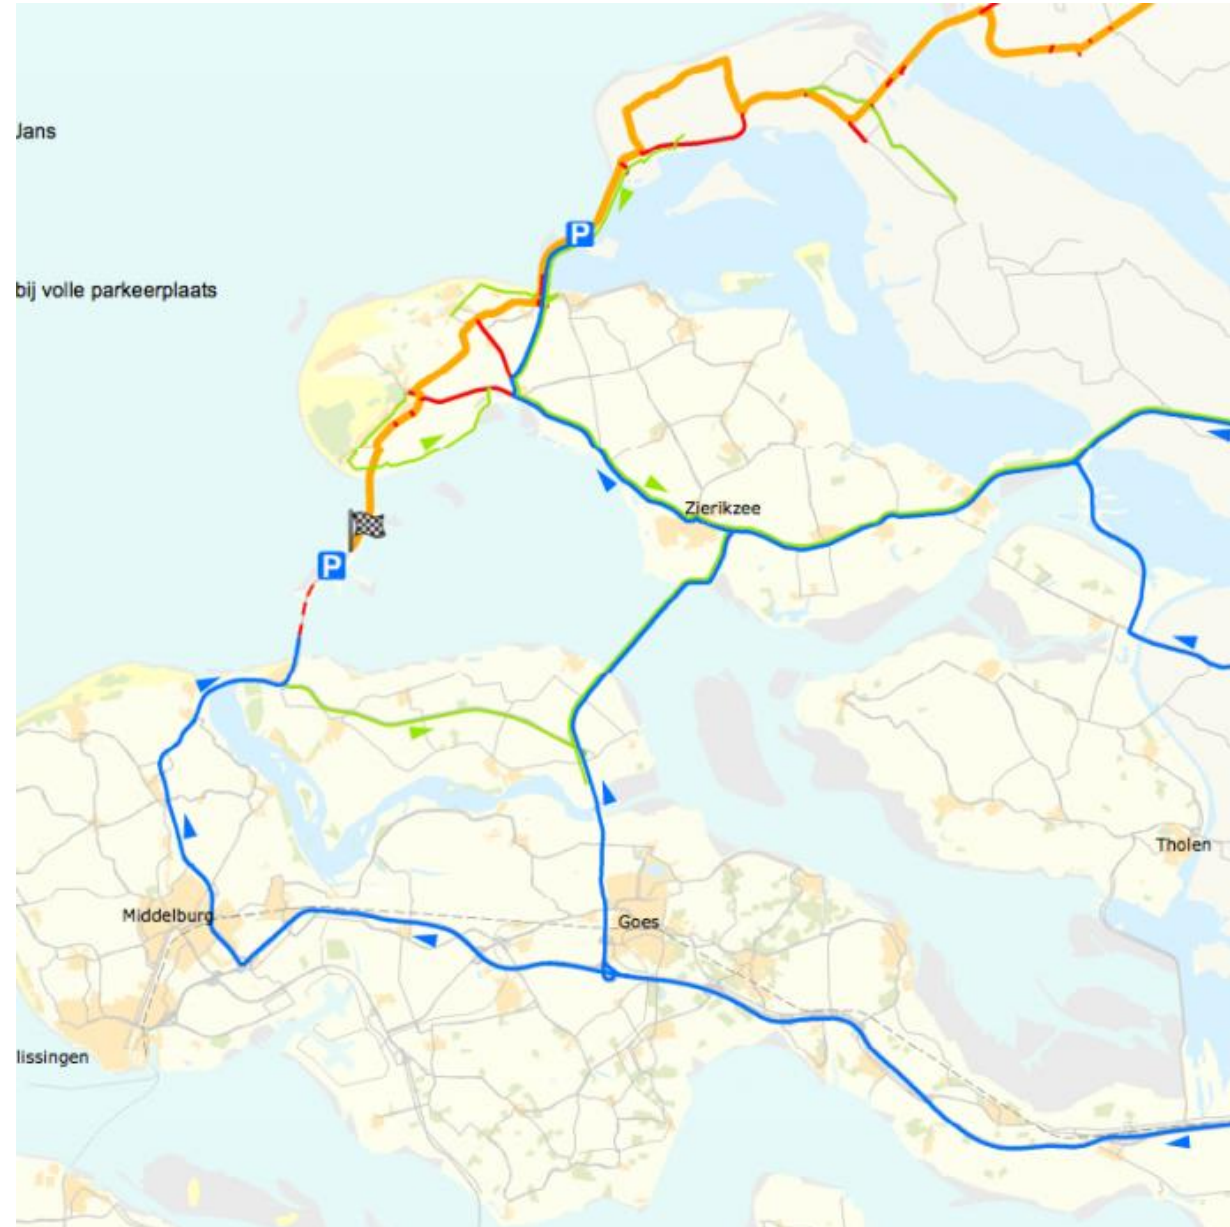 Jans
bij volle parkeerplaats
P
Zierikzee
P
Tholen
Middelburg
Goes
lissingen